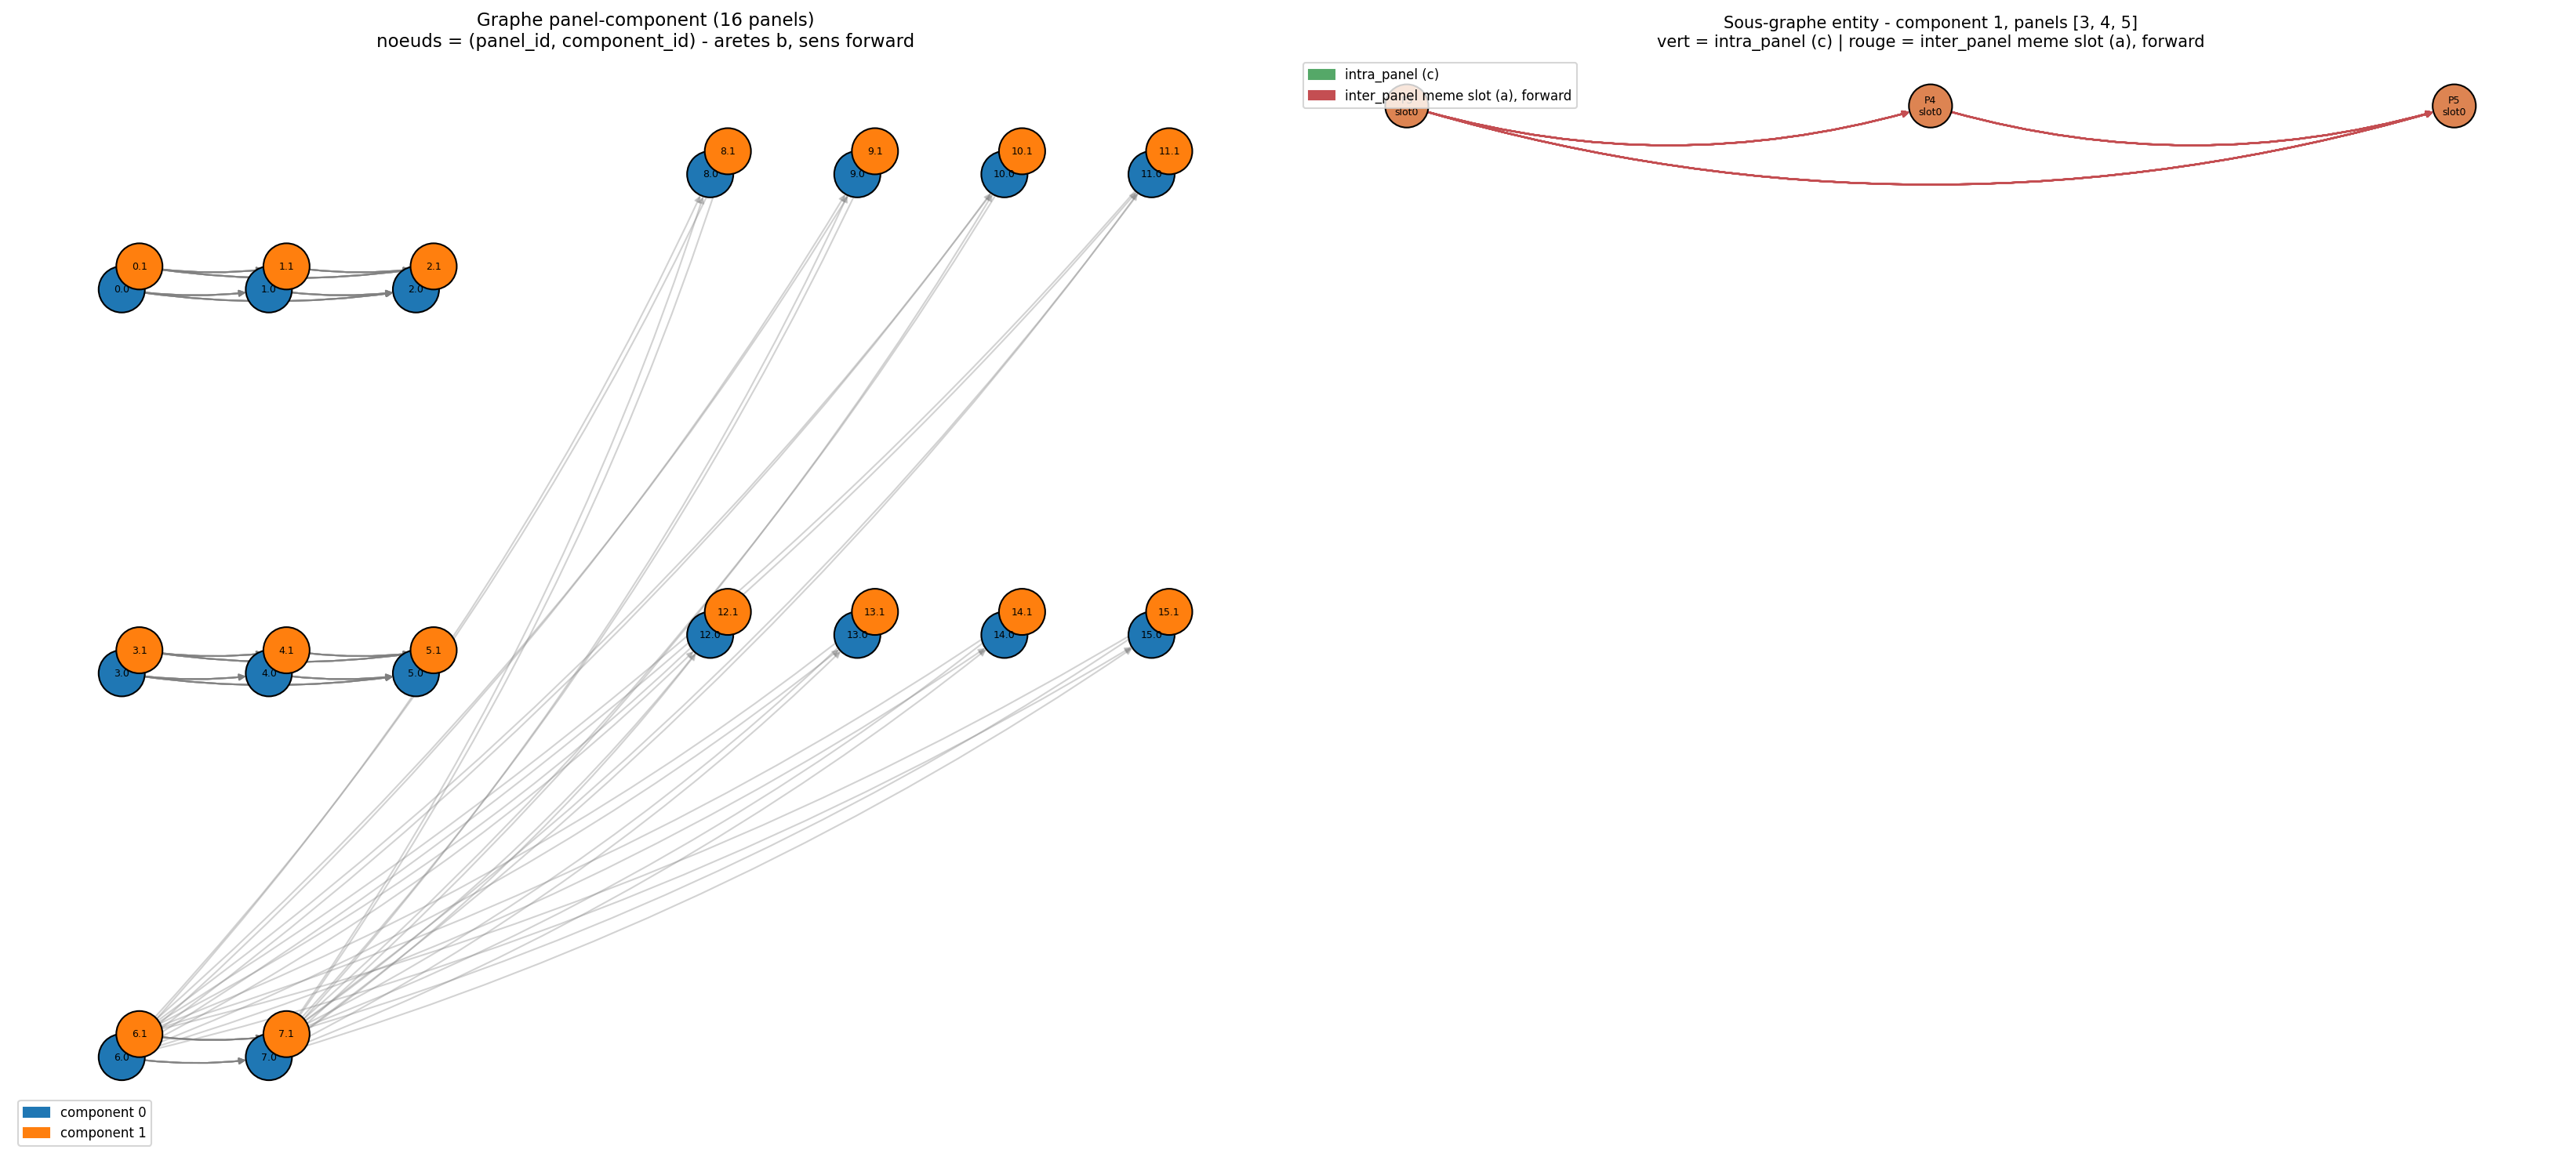 Graphe panel-component (16 panels)
noeuds = (panel_id, component_id) - aretes b, sens forward
8.1
9.1
10.1
11.1
8.0
9.0
10.0
11.0
0.1
1.1
2.1
0.0
1.0
2.0
12.1
13.1
14.1
15.1
12.0
13.0
14.0
15.0
3.1
4.1
5.1
3.0
4.0
5.0
6.1
7.1
6.0
7.0
component 0
component 1
Sous-graphe entity - component 1, panels [3, 4, 5]
vert = intra_panel (c) | rouge = inter_panel meme slot (a), forward
intra_panel (c)
inter_panel meme slot (a), forward
slot0
P4
slot0
P5
slot0